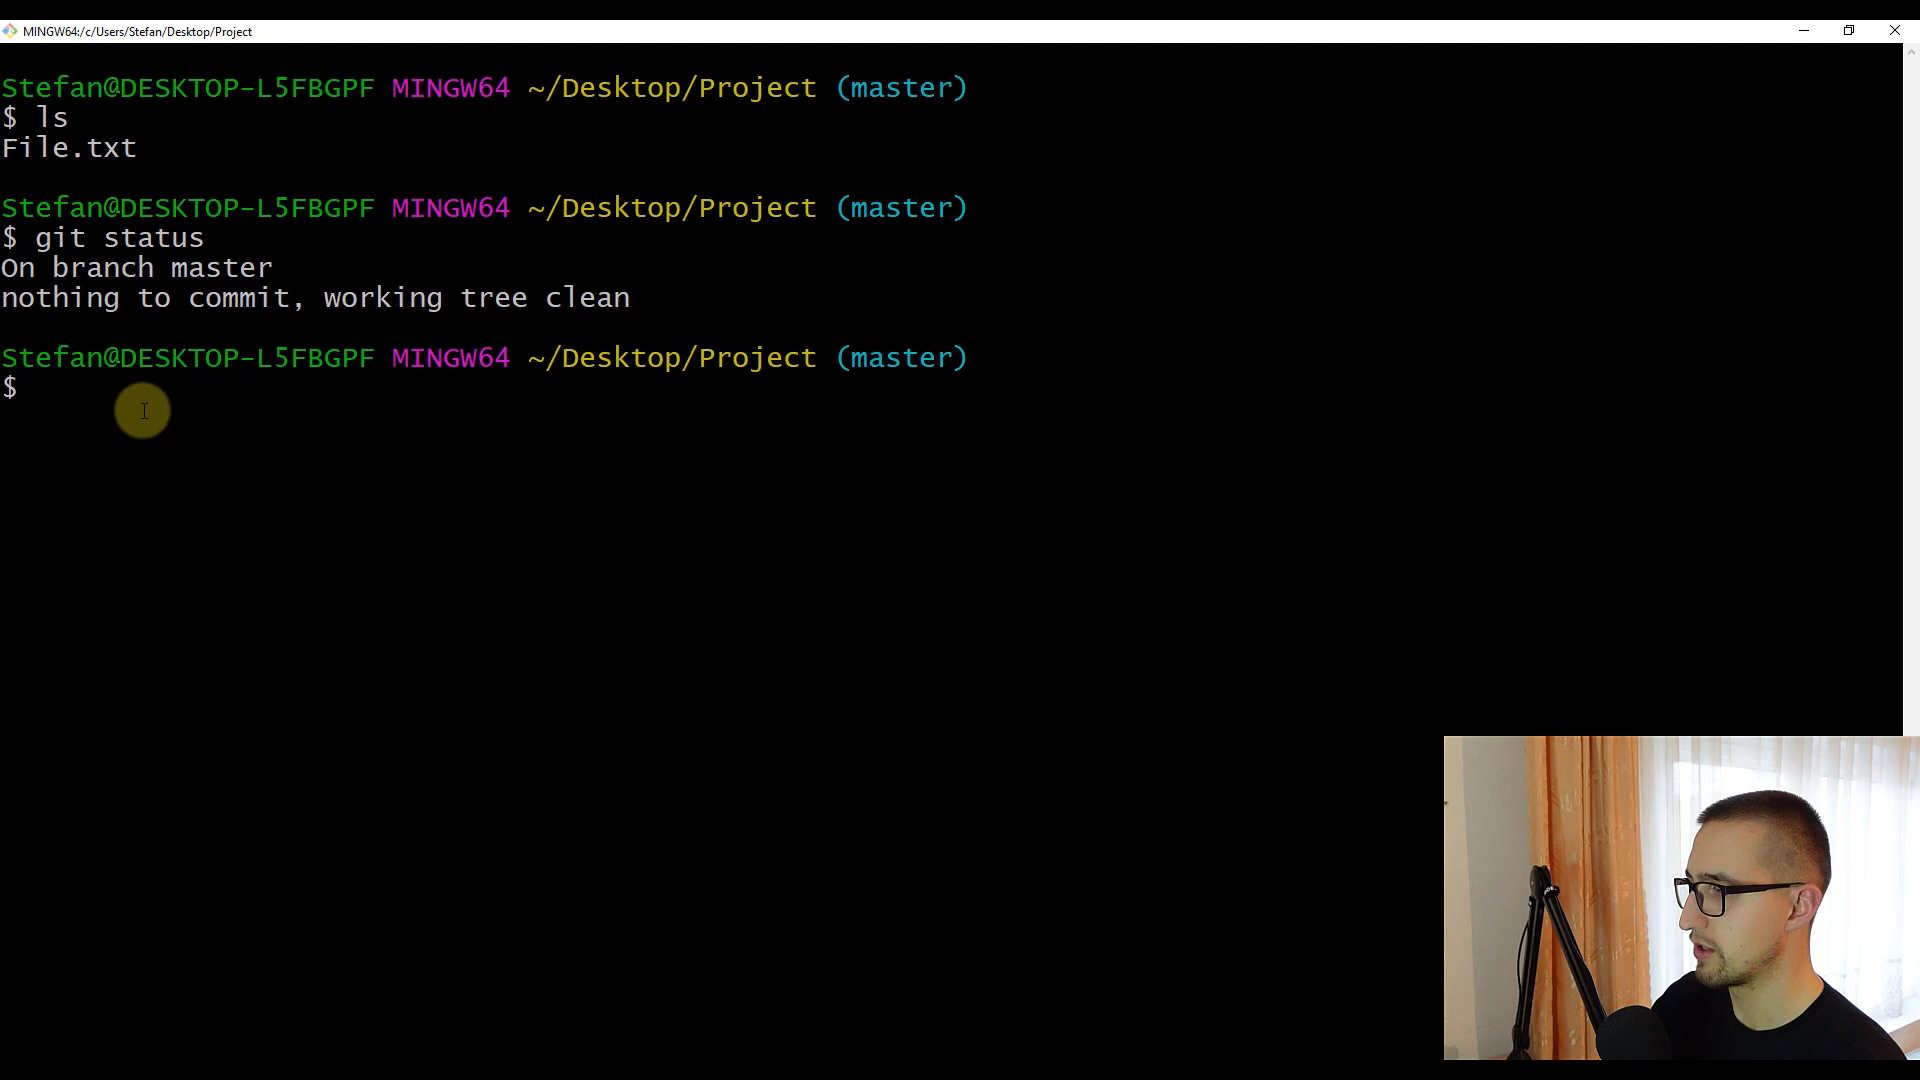 MINGW64:/c/Users/Stefan/Desktop/Project
Stefan@DESKTOP-L5FBGPF MINGW64 ~/Desktop/Project (master)
$ ls
File.txt
Stefan@DESKTOP-L5FBGPF MINGW64 ~/Desktop/Project (master)
$ git status
On branch master
nothing to commit, working tree clean
Stefan@DESKTOP-L5FBGPF MINGW64 ~/Desktop/Project (master)
$